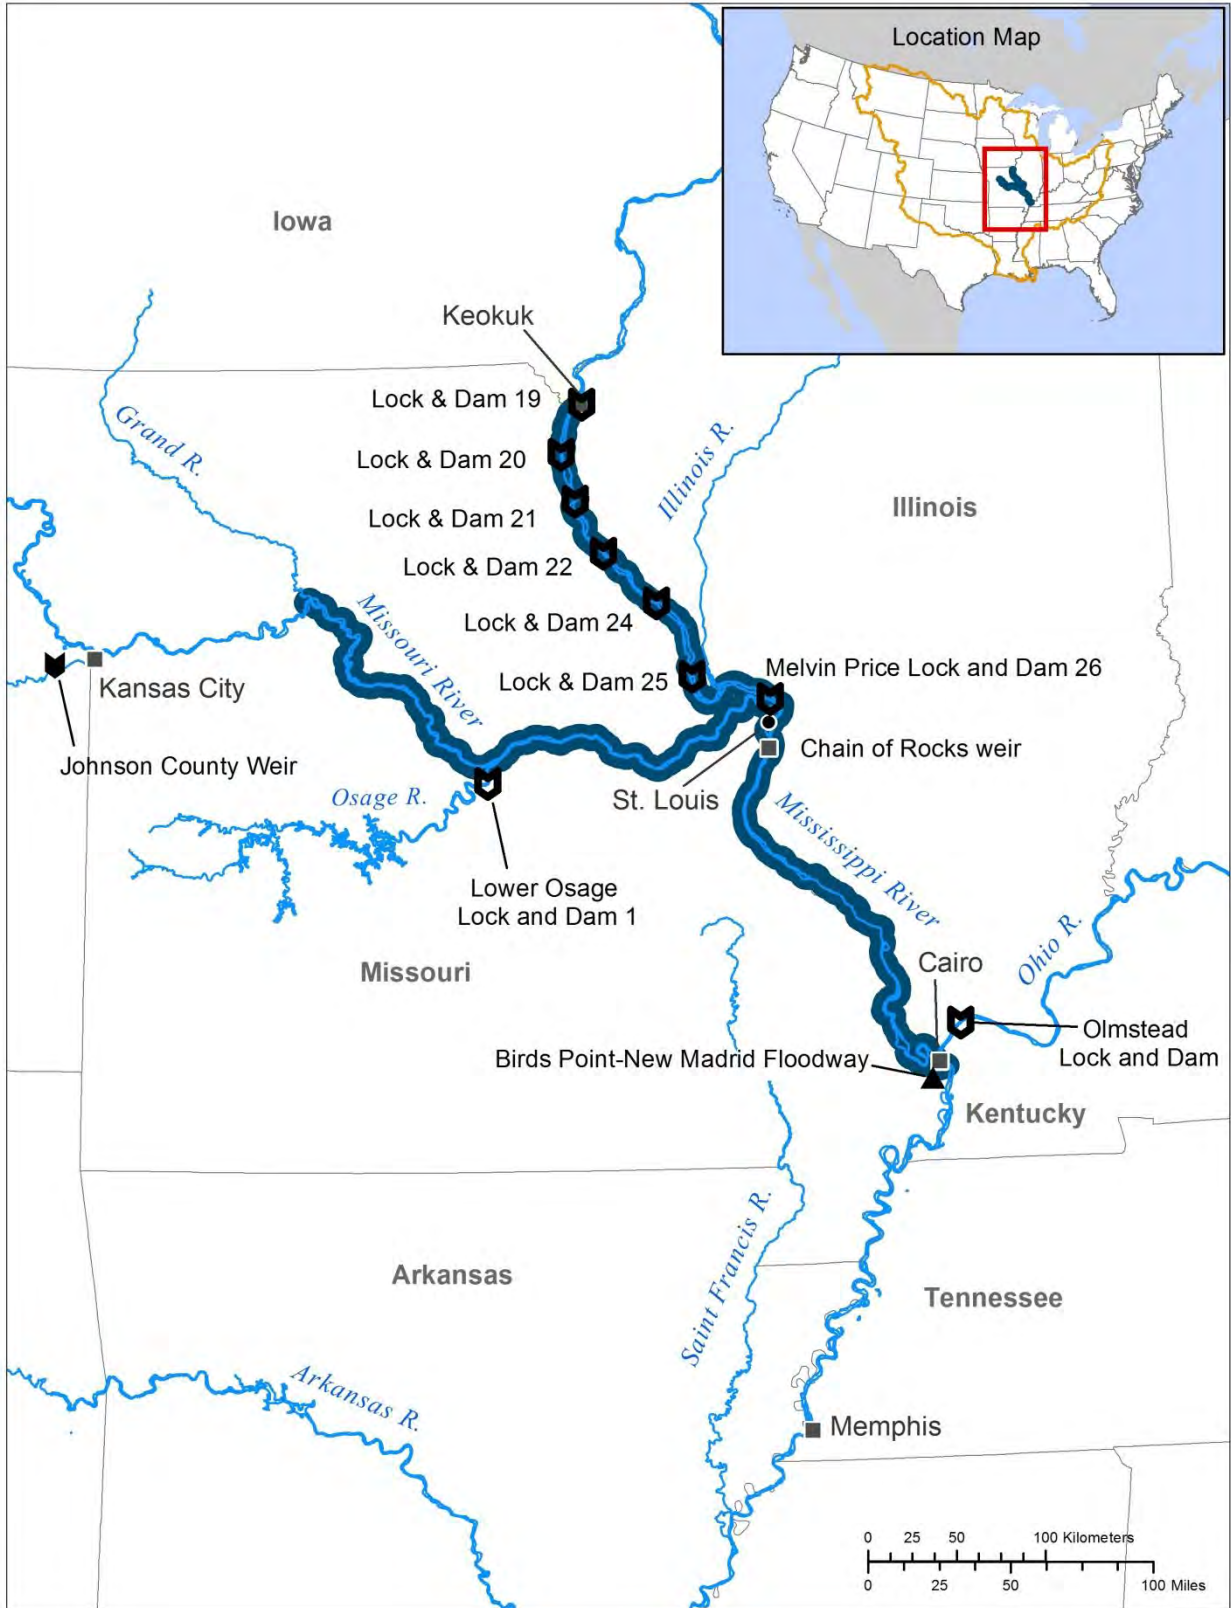 Location Map
Iowa
Keokuk
Lock & Dam 19
Grand R.
Lock & Dam 20
Illinois R.
Lock & Dam 21
Illinois
Lock & Dam 22
Missouri River
Lock & Dam 24
Melvin Price Lock and Dam 26
Lock & Dam 25
Kansas City
Chain of Rocks weir
Johnson County Weir
St. Louis
Osage R.
Mississippi River
Lower Osage
Lock and Dam 1
Missouri
Cairo
Ohio R.
Olmstead
Lock and Dam
Birds Point-New Madrid Floodway
Kentucky
Saint Francis R.
Arkansas
Tennessee
Arkansas R.
Memphis
0 25 50 100 Kilometers
0 25 50 100 Miles